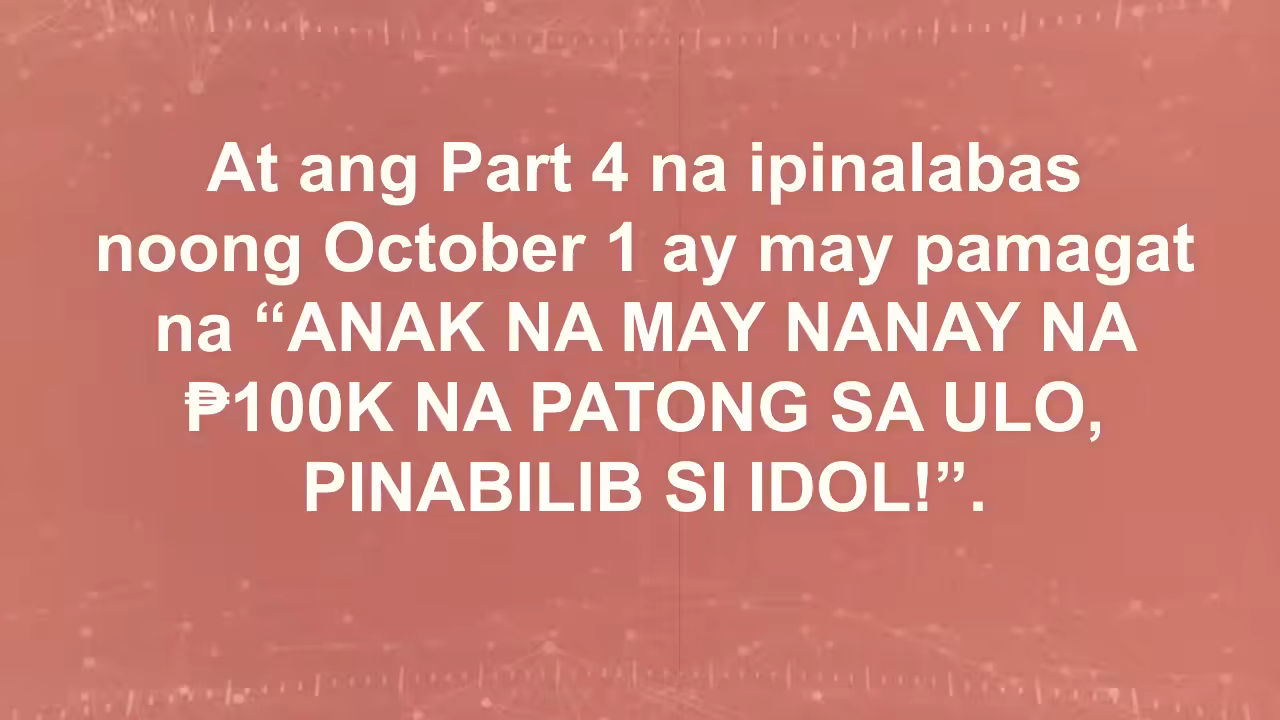 At ang Part 4 na ipinalabas
noong October 1 ay may pamagat
na “ANAK NA MAY NANAY NA
₱100K NA PATONG SA ULO,
PINABILIB SI IDOL!”.